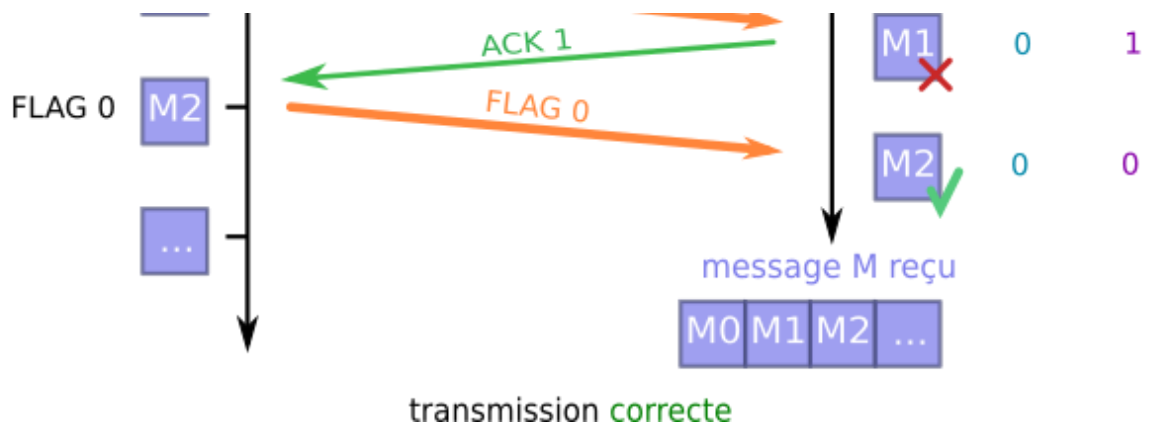 ACK 1
M1 0 1
FLAG 0 M2 FLAG 0
M2 0 0
...
message M reçu
M0 M1 M2 ...
transmission correcte